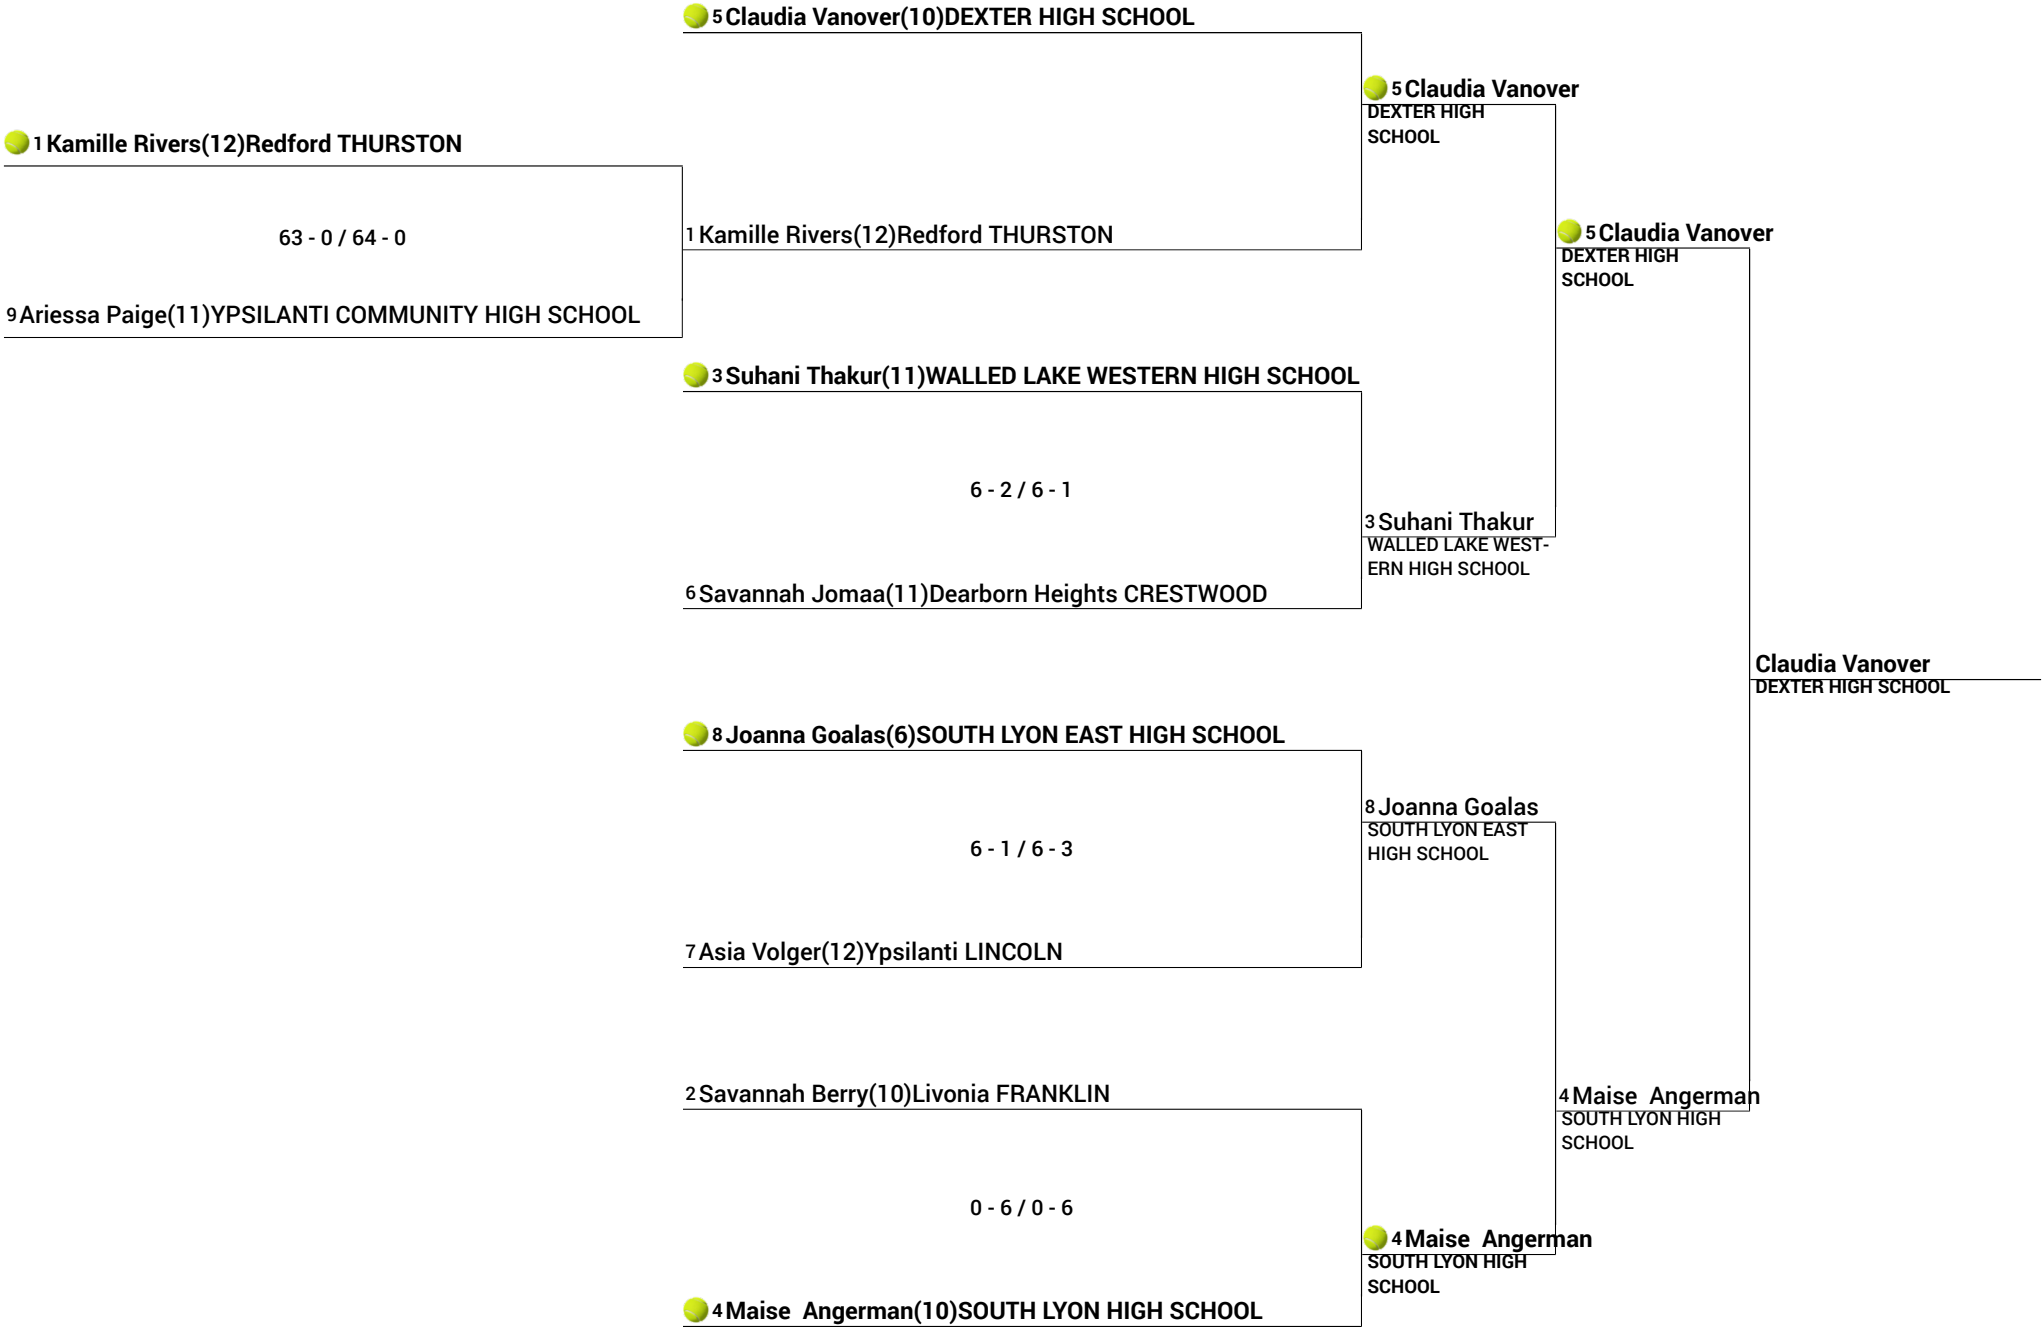 5 Claudia Vanover(10)DEXTER HIGH SCHOOL
5 Claudia Vanover
DEXTER HIGH
SCHOOL
1 Kamille Rivers(12)Redford THURSTON
63 - 0 / 64 - 0
1 Kamille Rivers(12)Redford THURSTON
5 Claudia Vanover
DEXTER HIGH
SCHOOL
9 Ariessa Paige(11)YPSILANTI COMMUNITY HIGH SCHOOL
3 Suhani Thakur(11)WALLED LAKE WESTERN HIGH SCHOOL
6 - 2 / 6 - 1
3 Suhani Thakur
WALLED LAKE WEST-
ERN HIGH SCHOOL
6 Savannah Jomaa(11)Dearborn Heights CRESTWOOD
Claudia Vanover
DEXTER HIGH SCHOOL
8 Joanna Goalas(6)SOUTH LYON EAST HIGH SCHOOL
8 Joanna Goalas
SOUTH LYON EAST
HIGH SCHOOL
6 - 1 / 6 - 3
7 Asia Volger(12)Ypsilanti LINCOLN
2 Savannah Berry(10)Livonia FRANKLIN
4 Maise  Angerman
SOUTH LYON HIGH
SCHOOL
0 - 6 / 0 - 6
4 Maise  Angerman
SOUTH LYON HIGH
SCHOOL
4 Maise  Angerman(10)SOUTH LYON HIGH SCHOOL